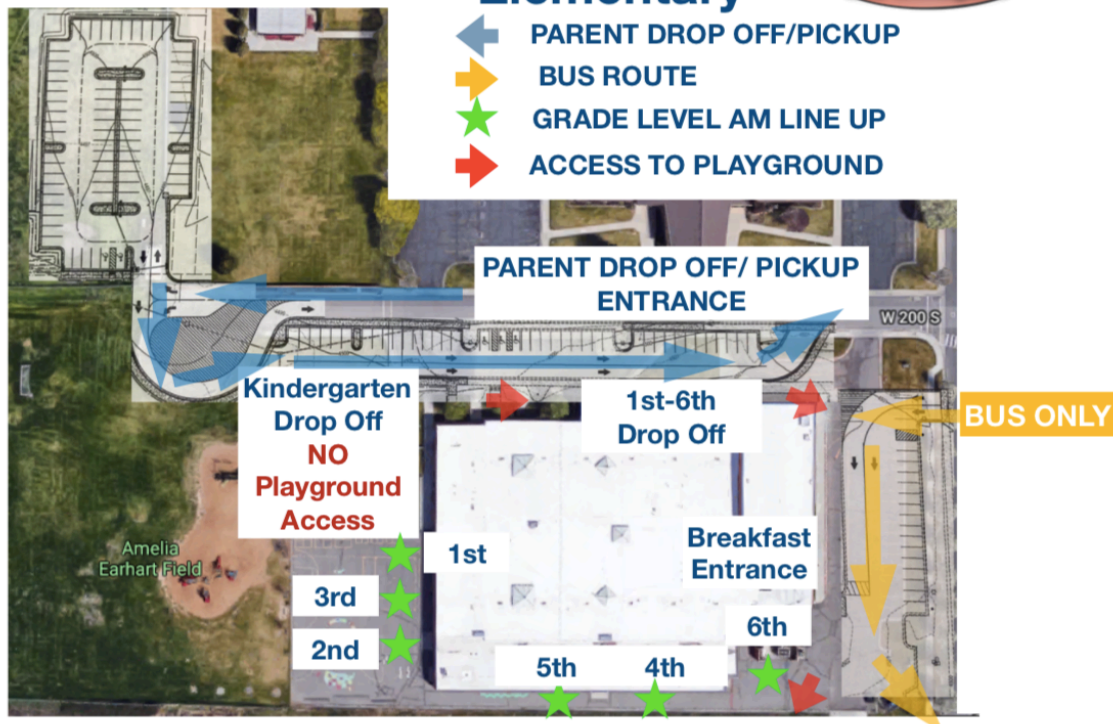 Elementary
PARENT DROP OFF/PICKUP
BUS ROUTE
GRADE LEVEL AM LINE UP
ACCESS TO PLAYGROUND
PARENT DROP OFF/ PICKUP
ENTRANCE
W 200 S
Kindergarten
Drop Off
NO
Playground
Access
1st-6th
Drop Off
BUS ONLY
Amelia
Earhart Field
1st
3rd
2nd
Breakfast
Entrance
6th
5th
4th